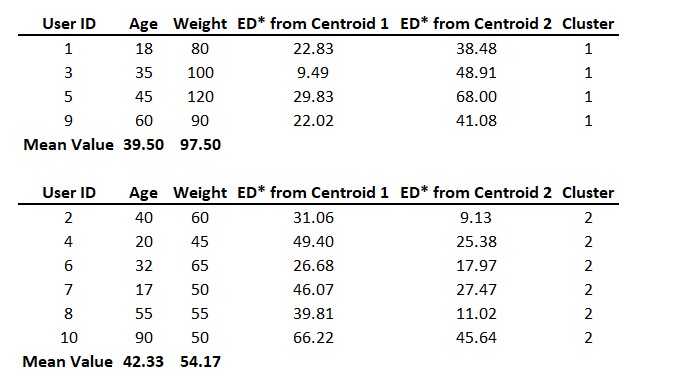 User ID Age Weight ED* from Centroid 1 ED* from Centroid 2 Cluster
1 18 80 22.83 38.48 1
3 35 100 9.49 48.91 1
5 45 120 29.83 68.00 1
9 60 90 22.02 41.08 1
Mean Value 39.50 97.50
User ID Age Weight ED* from Centroid 1 ED* from Centroid 2 Cluster
2 40 60 31.06 9.13 2
4 20 45 49.40 25.38 2
6 32 65 26.68 17.97 2
7 17 50 46.07 27.47 2
8 55 55 39.81 11.02 2
10 90 50 66.22 45.64 2
Mean Value 42.33 54.17